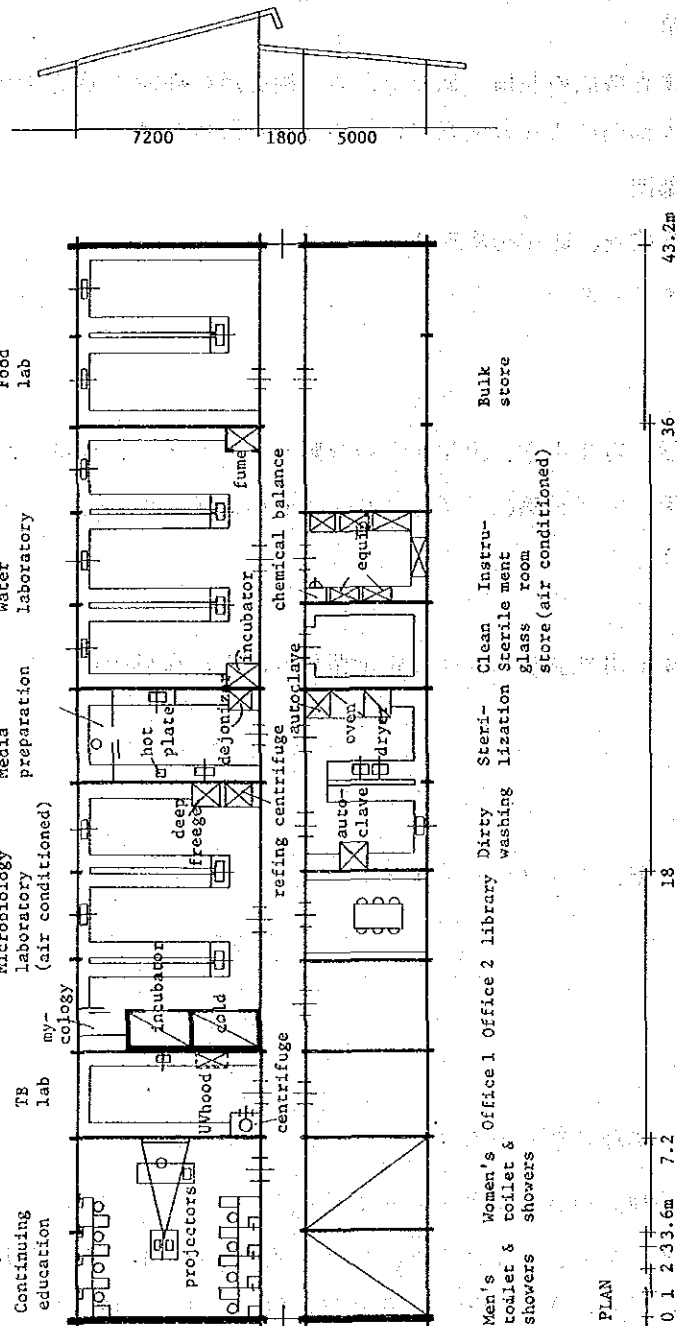 7200 1800 5000
Continuing
education
TB
lab
my-
cology
Microbiology
laboratory
(air conditioned)
Media
preparation
water
laboratory
Food
lab
projectors
UVhood
incubator
cold
deep
freege
hot
plate
dejonizer
incubator
fume
centrifuge
refing centrifuge
autoclave
chemical balance
auto-
clave
oven
dryer
equip
Men's
toilet &
showers
Women's
toilet &
showers
Office 1
Office 2
library
Dirty
washing
Steri-
lization
Clean
Sterile
glass
store
Instru-
ment
room
(air conditioned)
Bulk
store
PLAN
0 1 2 3 3.6m 7.2 18 36 43.2m